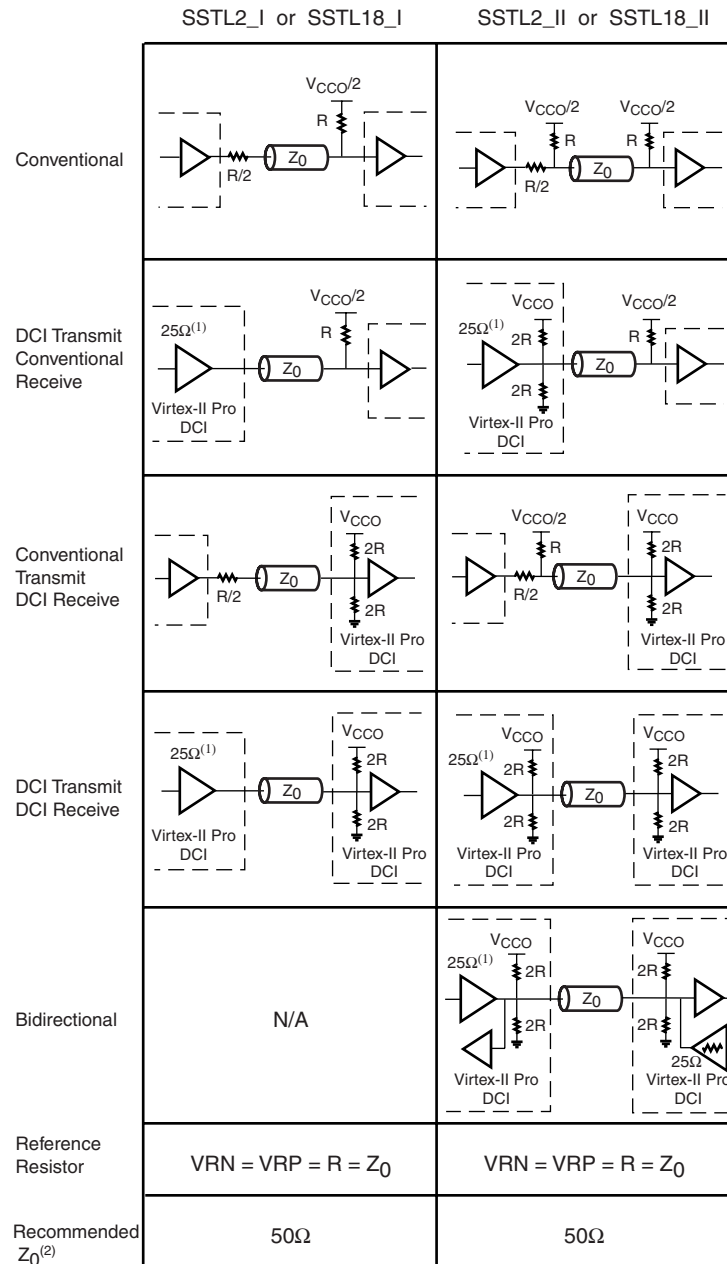 SSTL2_I or SSTL18_I
SSTL2_II or SSTL18_II
Conventional
R/2
Z0
R
VCCO/2
R/2
VCCO/2
R
Z0
VCCO/2
R
DCI Transmit
Conventional
Receive
25Ω(1)
Virtex-II Pro
DCI
Z0
VCCO/2
R
25Ω(1)
VCCO
2R
2R
Virtex-II Pro
DCI
Z0
VCCO/2
R
Conventional
Transmit
DCI Receive
R/2
Z0
VCCO
2R
2R
Virtex-II Pro
DCI
VCCO/2
R
R/2
Z0
VCCO
2R
2R
Virtex-II Pro
DCI
DCI Transmit
DCI Receive
25Ω(1)
Virtex-II Pro
DCI
Z0
VCCO
2R
2R
Virtex-II Pro
DCI
25Ω(1)
VCCO
2R
2R
Virtex-II Pro
DCI
Z0
VCCO
2R
2R
Virtex-II Pro
DCI
Bidirectional
N/A
25Ω(1)
VCCO
2R
2R
Virtex-II Pro
DCI
Z0
VCCO
2R
2R
25Ω
Virtex-II Pro
DCI
Reference
Resistor
VRN = VRP = R = Z0
VRN = VRP = R = Z0
Recommended
Z0(2)
50Ω
50Ω